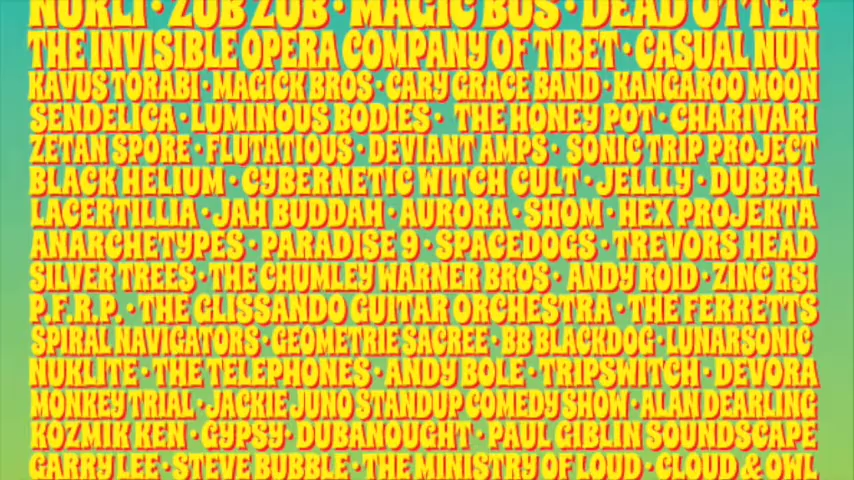 NUKLI · ZUB ZUB · MAGIC BUS · DEAD OTTER
THE INVISIBLE OPERA COMPANY OF TIBET · CASUAL NUN
KAVUS TORABI · MAGICK BROS · CARY GRACE BAND · KANGAROO MOON
SENDELICA · LUMINOUS BODIES · THE HONEY POT · CHARIVARI
ZETAN SPORE · FLUTATIOUS · DEVIANT AMPS · SONIC TRIP PROJECT
BLACK HELIUM · CYBERNETIC WITCH CULT · JELLLY · DUBBAL
LACERTILLIA · JAH BUDDAH · AURORA · SHOM · HEX PROJEKTA
ANARCHETYPES · PARADISE 9 · SPACEDOGS · TREVORS HEAD
SILVER TREES · THE CHUMLEY WARNER BROS · ANDY ROID · ZINC RSI
P.F.R.P. · THE GLISSANDO GUITAR ORCHESTRA · THE FERRETTS
SPIRAL NAVIGATORS · GEOMETRIE SACREE · BB BLACKDOG · LUNARSONIC
NUKLITE · THE TELEPHONES · ANDY BOLE · TRIPSWITCH · DEVORA
MONKEY TRIAL · JACKIE JUNO STANDUP COMEDY SHOW · ALAN DEARLING
KOZMIK KEN · GYPSY · DUBANOUGHT · PAUL GIBLIN SOUNDSCAPE
GARRY LEE · STEVE BUBBLE · THE MINISTRY OF LOUD · CLOUD & OWL